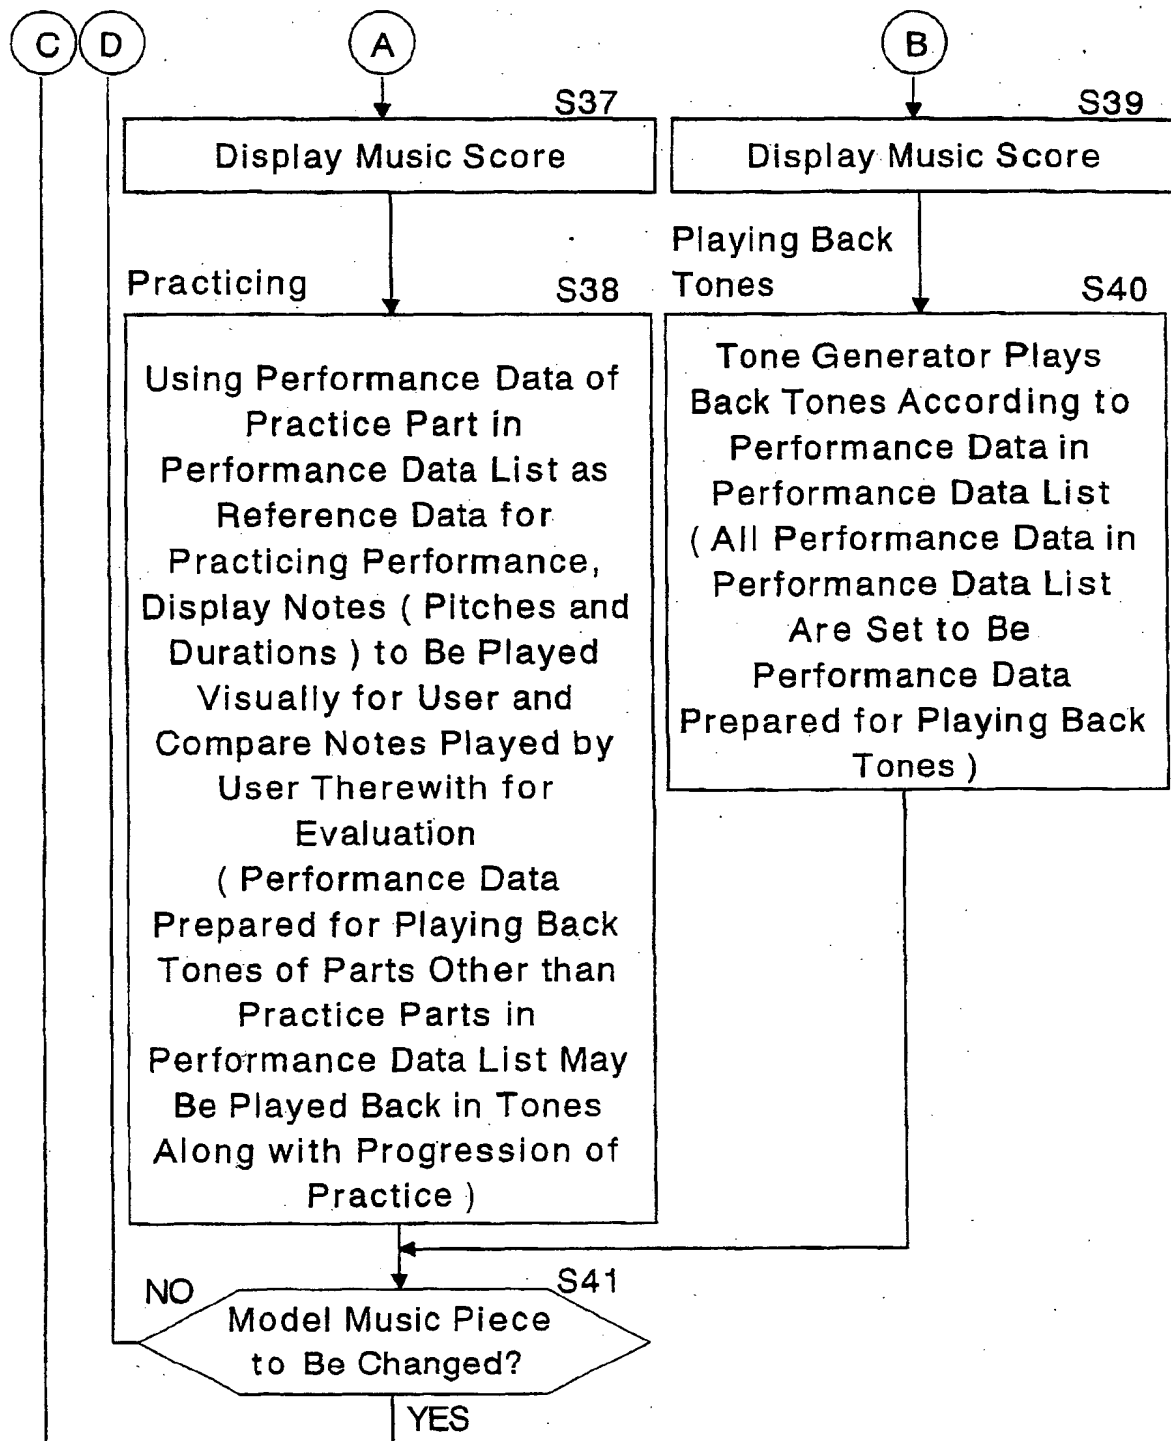 C
D
A
B
S37
Display Music Score
S39
Display Music Score
Practicing
S38
Using Performance Data of
Practice Part in
Performance Data List as
Reference Data for
Practicing Performance,
Display Notes ( Pitches and
Durations ) to Be Played
Visually for User and
Compare Notes Played by
User Therewith for
Evaluation
( Performance Data
Prepared for Playing Back
Tones of Parts Other than
Practice Parts in
Performance Data List May
Be Played Back in Tones
Along with Progression of
Practice )
Playing Back
Tones
S40
Tone Generator Plays
Back Tones According to
Performance Data in
Performance Data List
( All Performance Data in
Performance Data List
Are Set to Be
Performance Data
Prepared for Playing Back
Tones )
NO
S41
Model Music Piece
to Be Changed?
YES